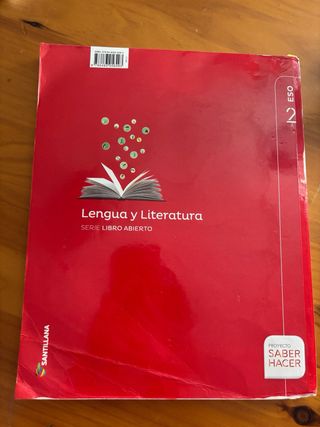 2 ESO
Lengua y Literatura
SERIE LIBRO ABIERTO
SANTILLANA
PROYECTO
SABER
HACER